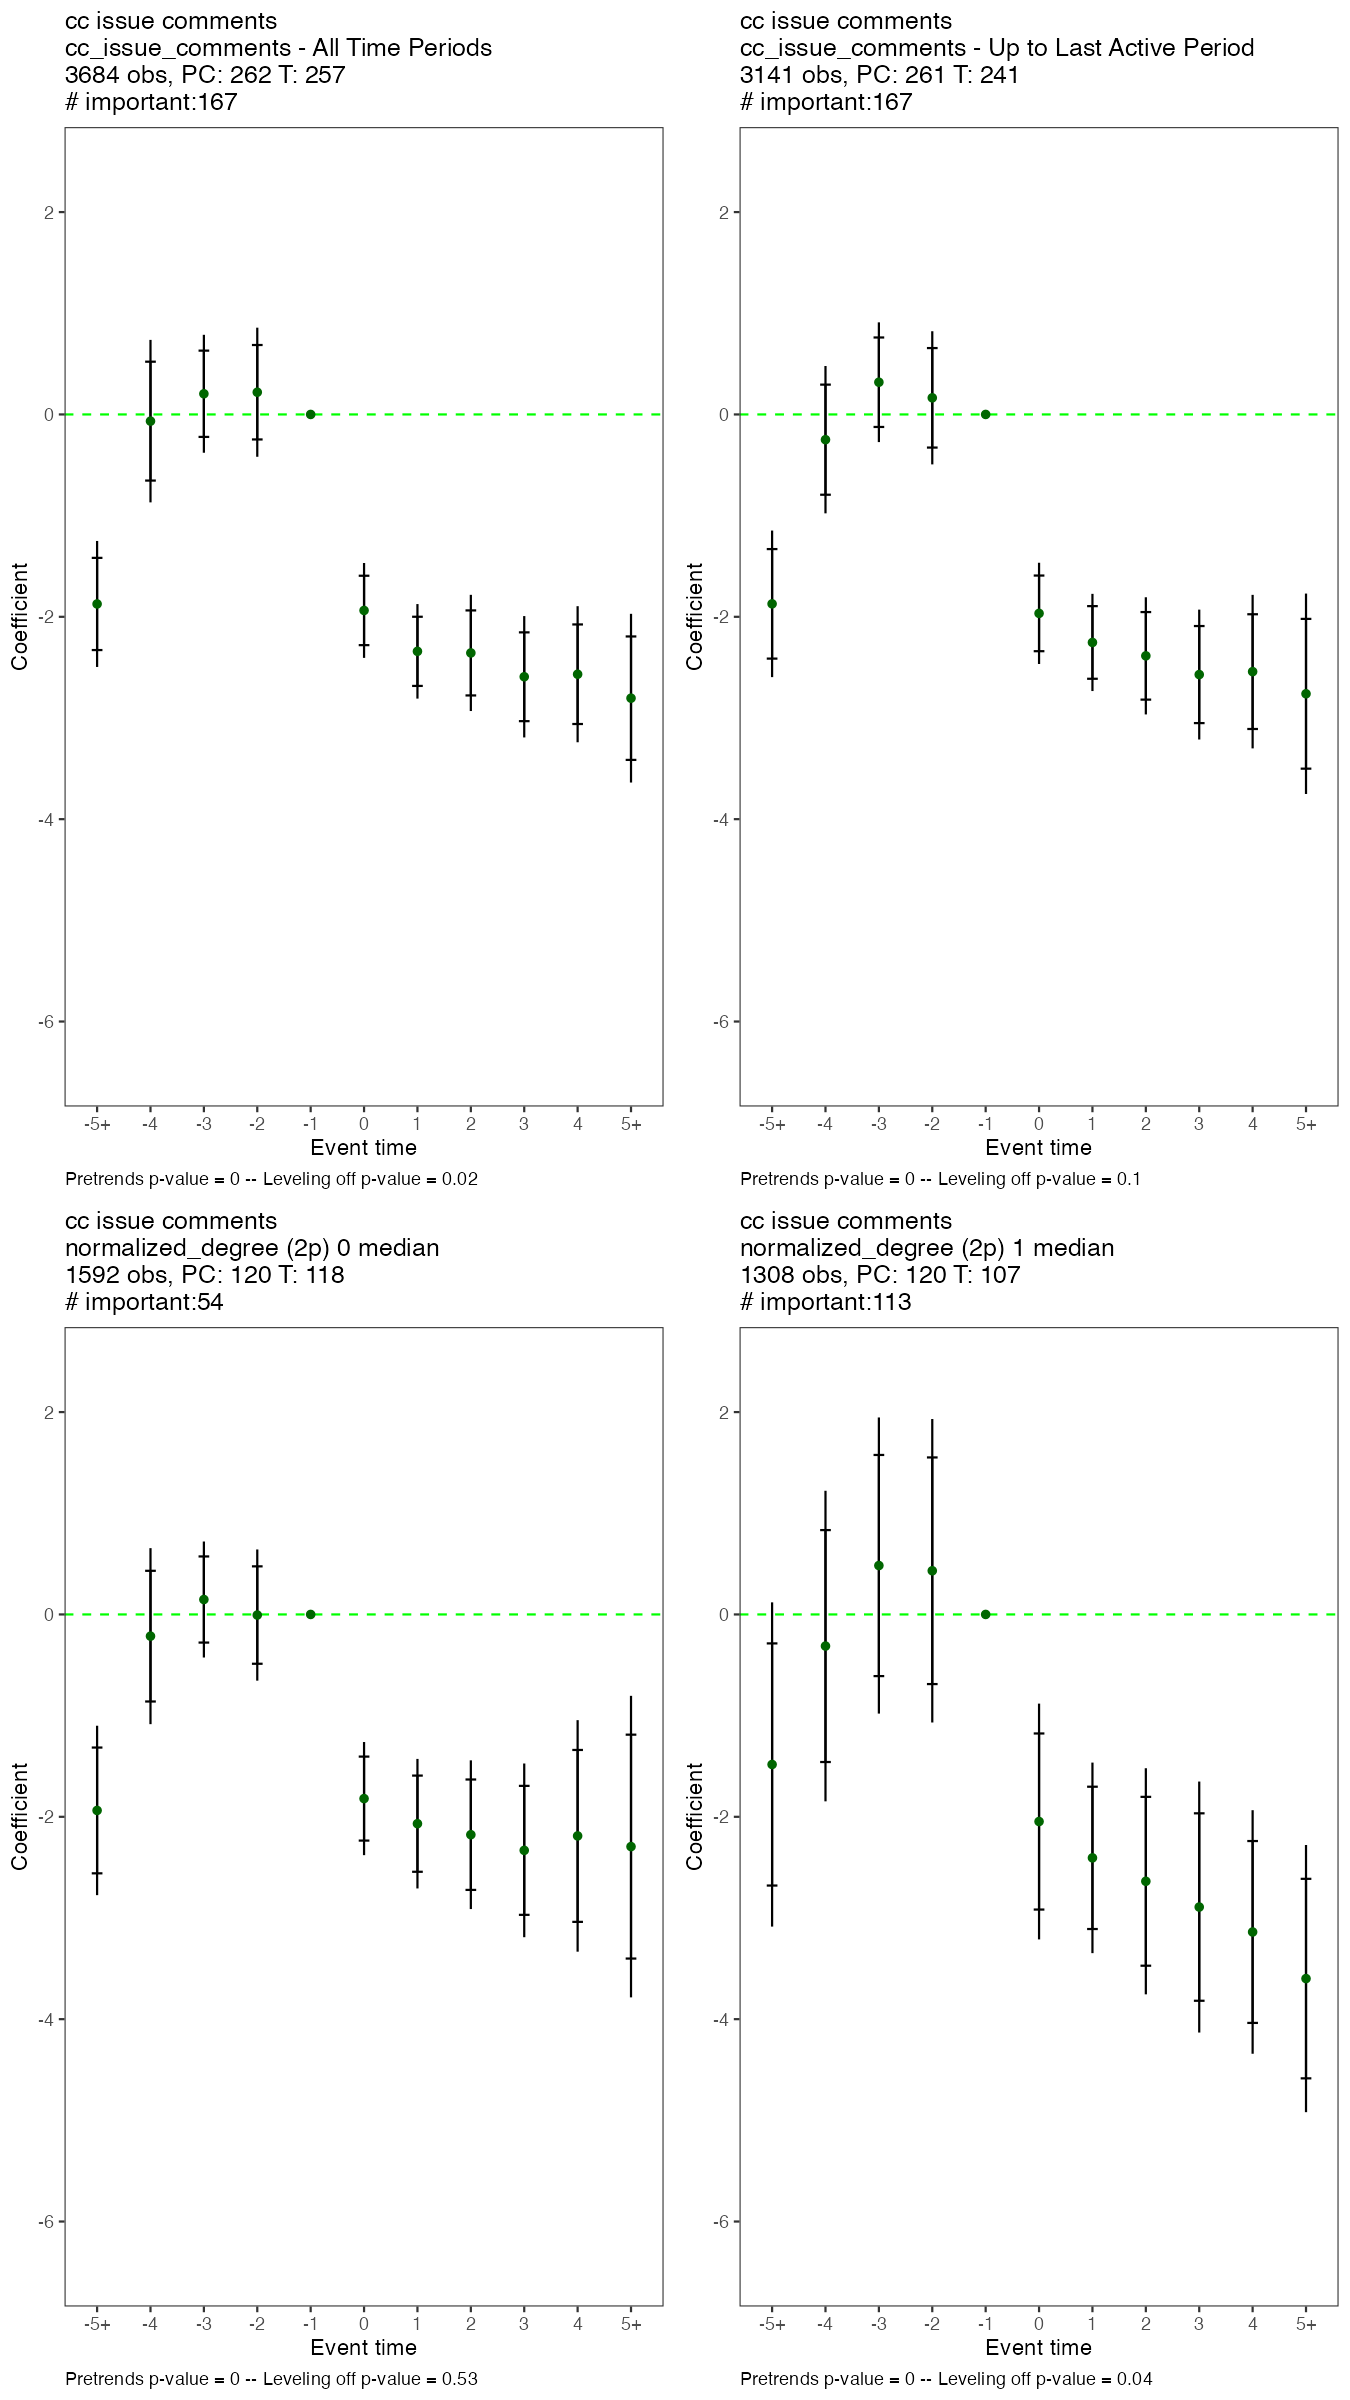 cc issue comments
cc_issue_comments - All Time Periods
3684 obs, PC: 262 T: 257
# important:167
2
0
-2
-4
-6
Coefficient
-5+ -4 -3 -2 -1 0 1 2 3 4 5+
Event time
Pretrends p-value = 0 -- Leveling off p-value = 0.02
cc issue comments
cc_issue_comments - Up to Last Active Period
3141 obs, PC: 261 T: 241
# important:167
2
0
-2
-4
-6
Coefficient
-5+ -4 -3 -2 -1 0 1 2 3 4 5+
Event time
Pretrends p-value = 0 -- Leveling off p-value = 0.1
cc issue comments
normalized_degree (2p) 0 median
1592 obs, PC: 120 T: 118
# important:54
2
0
-2
-4
-6
Coefficient
-5+ -4 -3 -2 -1 0 1 2 3 4 5+
Event time
Pretrends p-value = 0 -- Leveling off p-value = 0.53
cc issue comments
normalized_degree (2p) 1 median
1308 obs, PC: 120 T: 107
# important:113
2
0
-2
-4
-6
Coefficient
-5+ -4 -3 -2 -1 0 1 2 3 4 5+
Event time
Pretrends p-value = 0 -- Leveling off p-value = 0.04